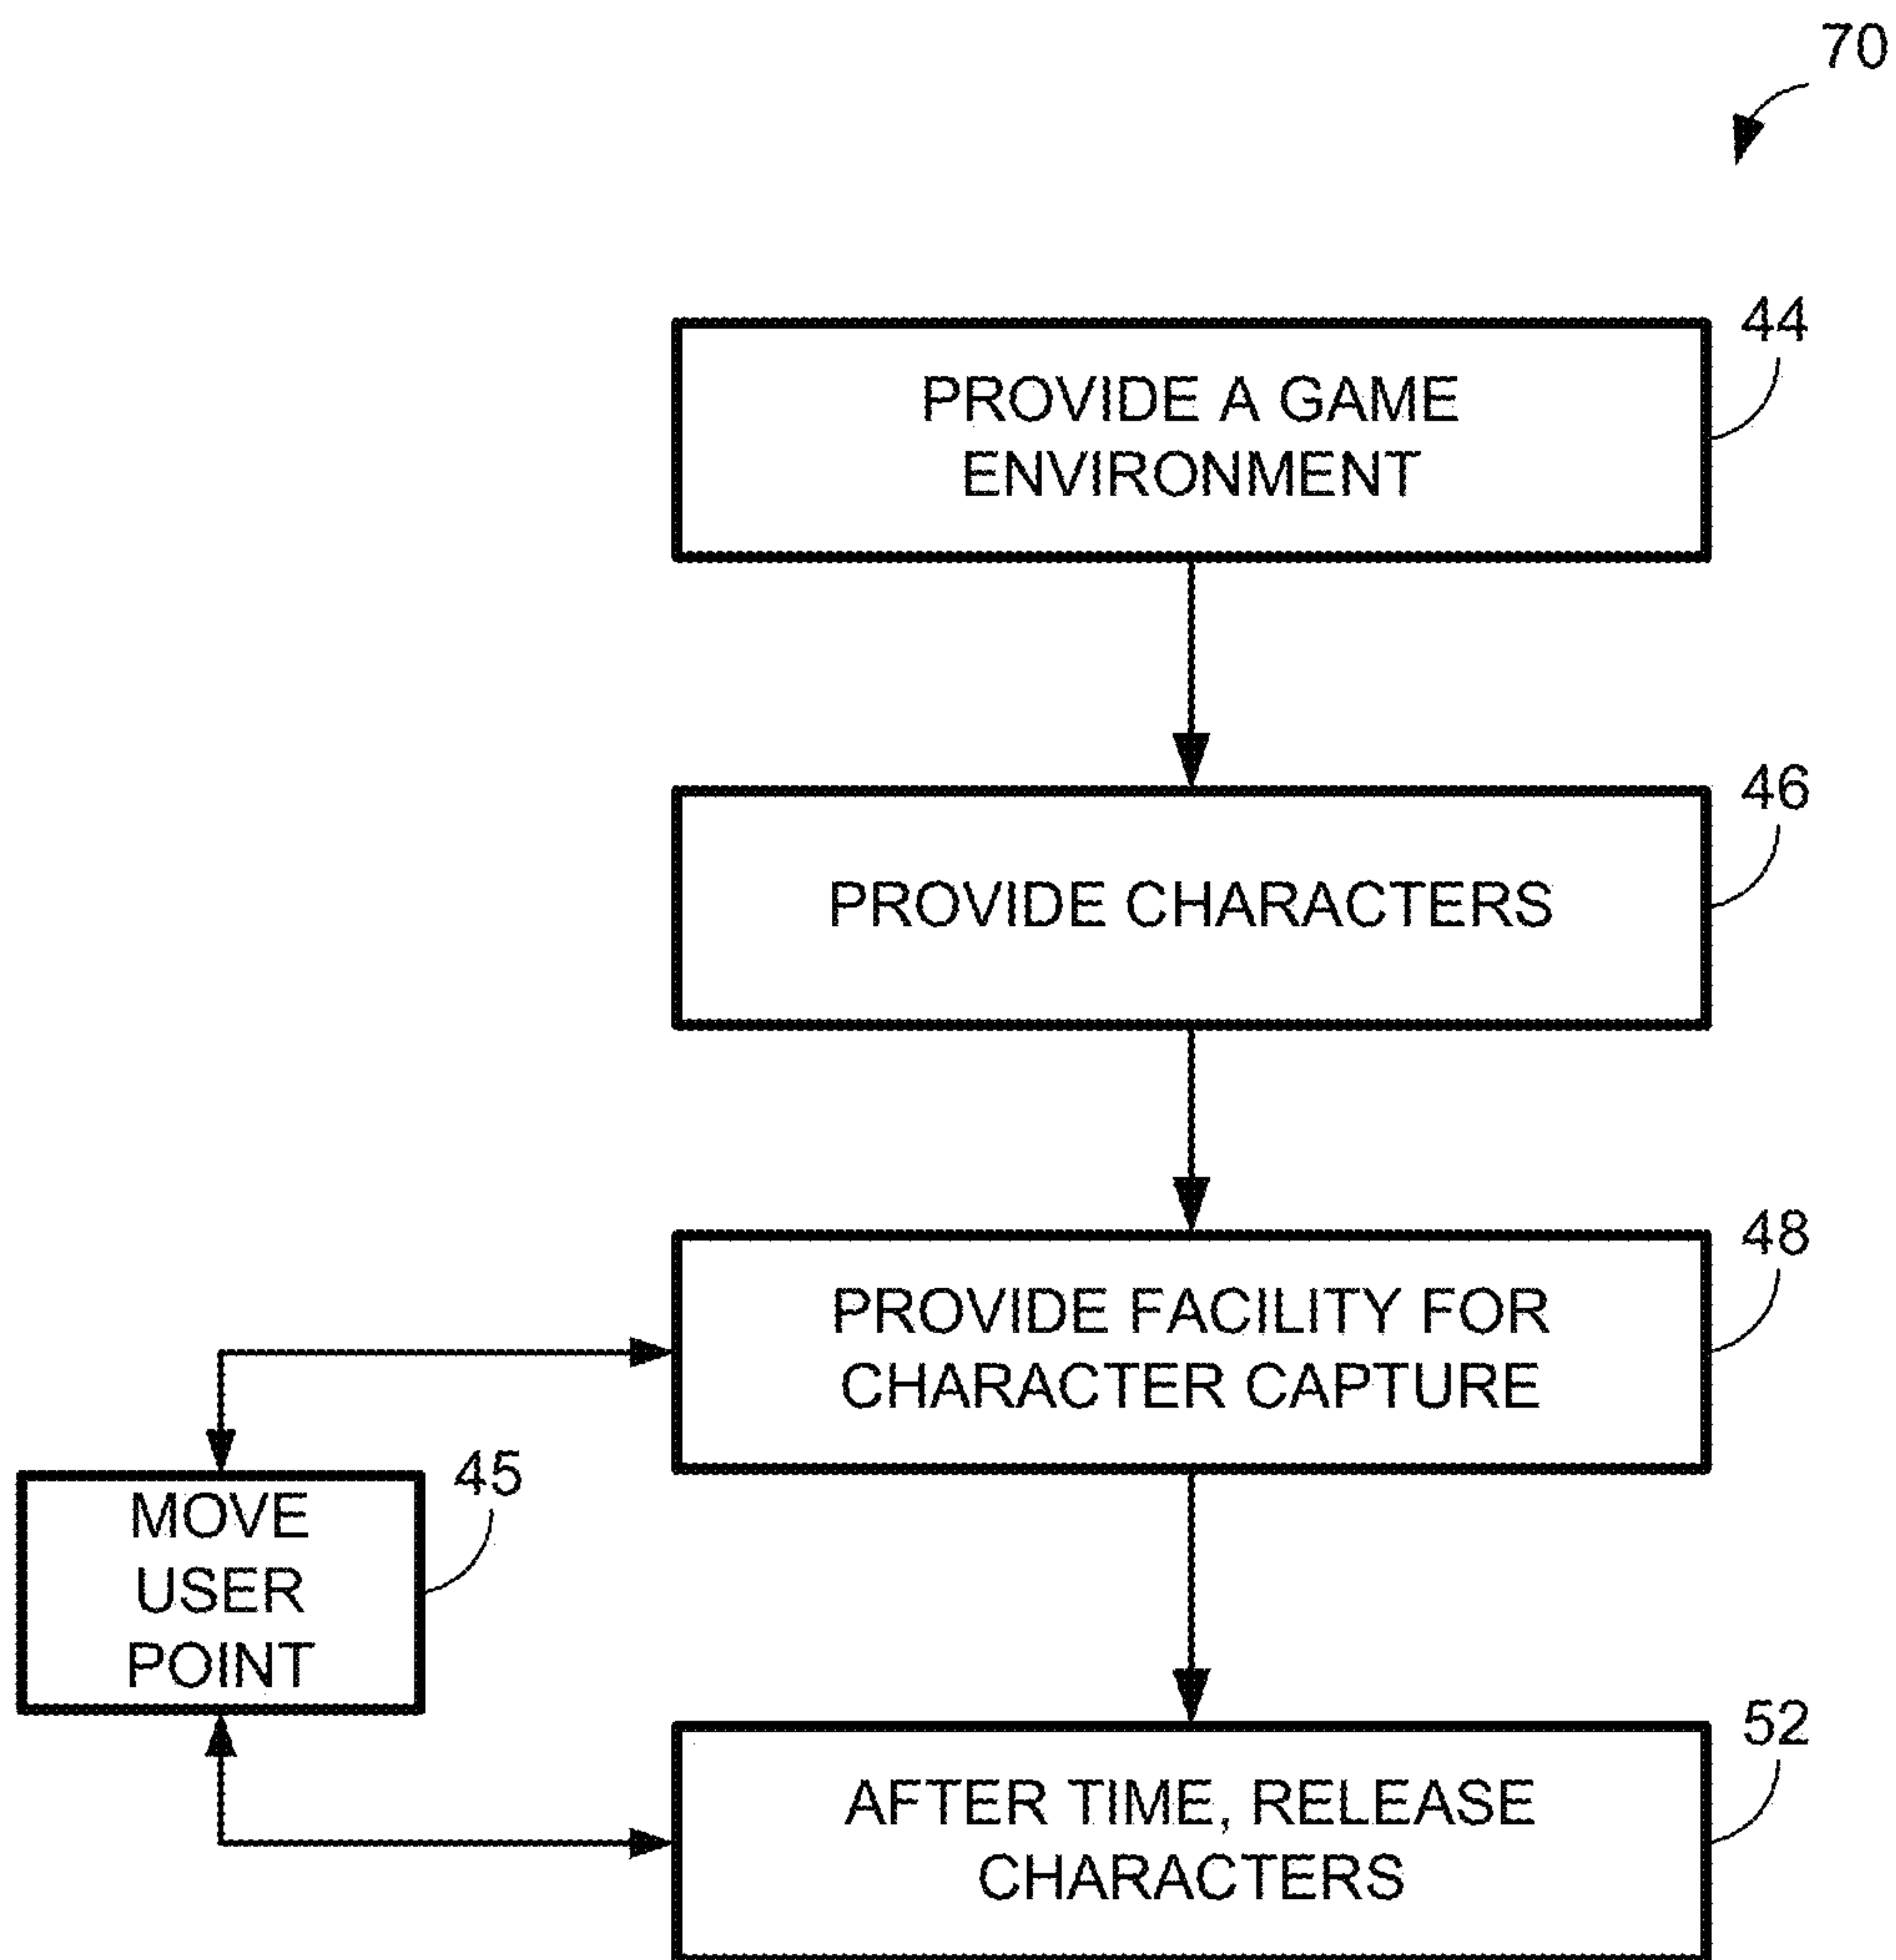 70
44
PROVIDE A GAME
ENVIRONMENT
46
PROVIDE CHARACTERS
48
PROVIDE FACILITY FOR
CHARACTER CAPTURE
45
MOVE
USER
POINT
52
AFTER TIME, RELEASE
CHARACTERS